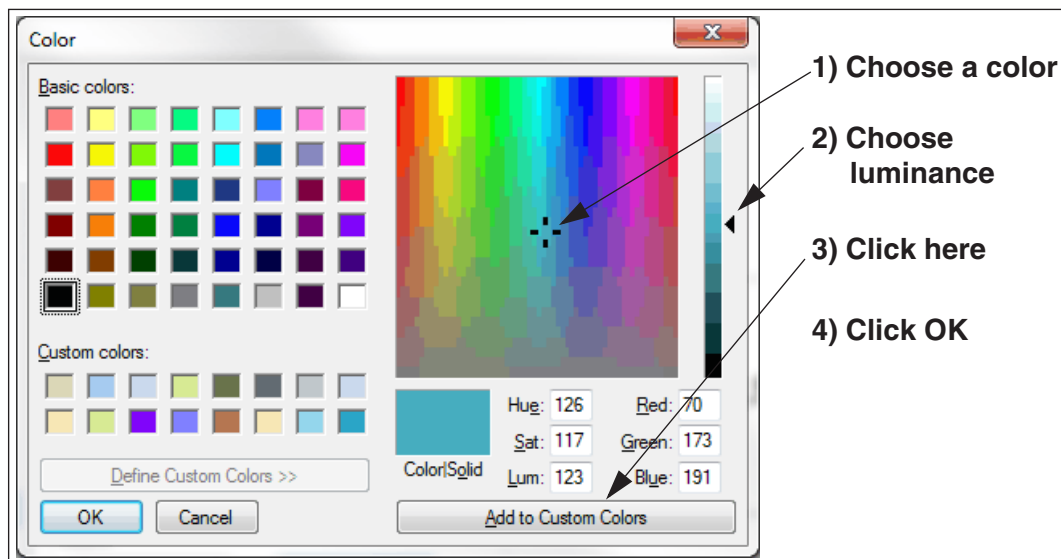 Color
Basic colors:
Custom colors:
Define Custom Colors >>
OK Cancel
Hue: 126 Red: 70
Sat: 117 Green: 173
Color|Solid Lum: 123 Blue: 191
Add to Custom Colors
1) Choose a color
2) Choose
luminance
3) Click here
4) Click OK